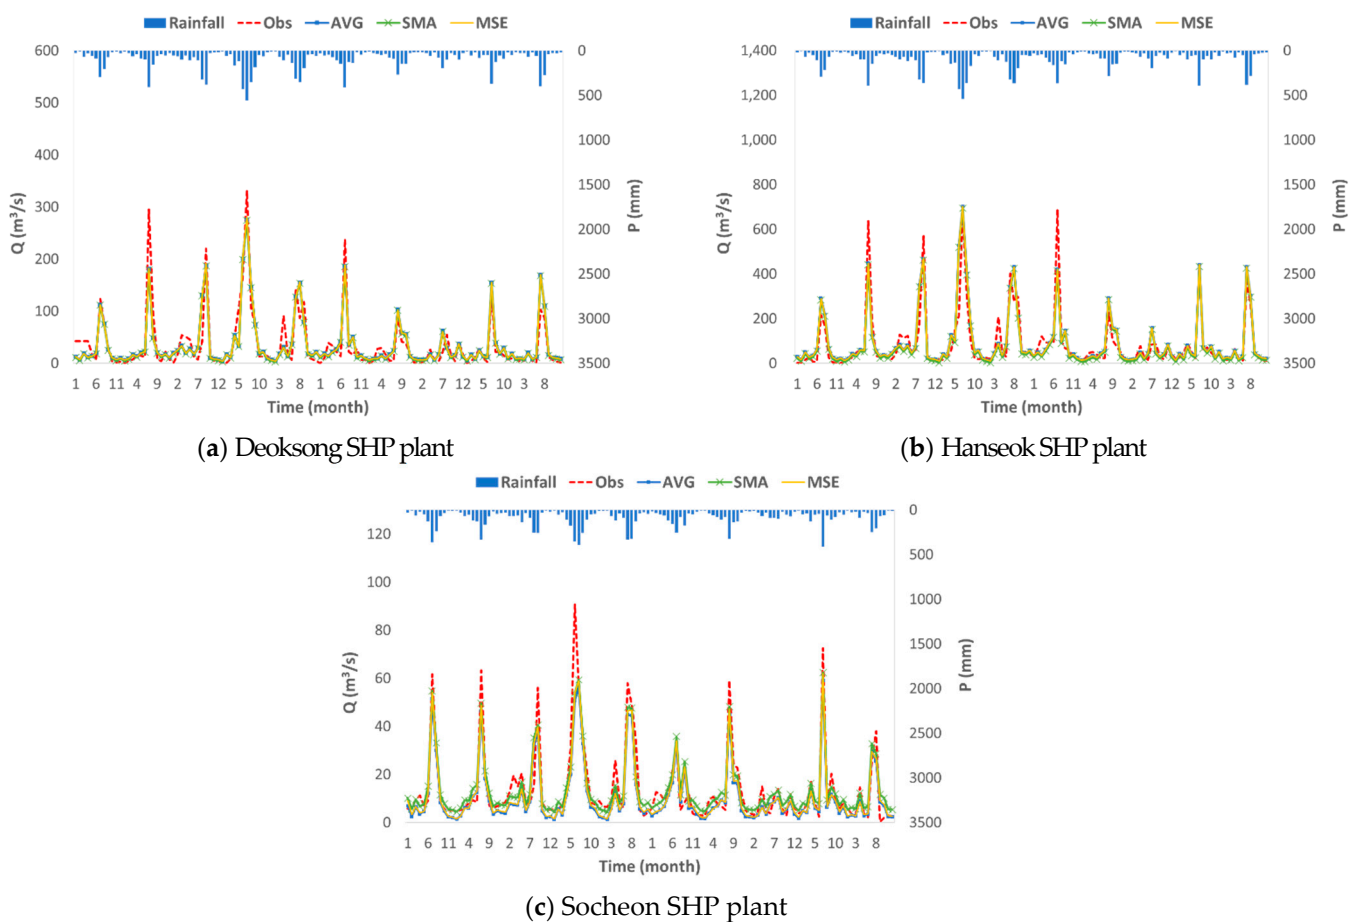 Rainfall Obs AVG SMA MSE
600 0
500 500
400 1000
300 1500
200 2000
100 2500
0 3000
3500
Q (m³/s)
P (mm)
1 6 11 4 9 2 7 12 5 10 3 8 1 6 11 4 9 2 7 12 5 10 3 8
Time (month)
(a) Deoksong SHP plant
Rainfall Obs AVG SMA MSE
1,400 0
1,200 500
1,000 1000
800 1500
600 2000
400 2500
200 3000
0 3500
Q (m³/s)
P (mm)
1 6 11 4 9 2 7 12 5 10 3 8 1 6 11 4 9 2 7 12 5 10 3 8
Time (month)
(b) Hanseok SHP plant
Rainfall Obs AVG SMA MSE
120 0
100 500
80 1000
60 1500
40 2000
20 2500
0 3000
3500
Q (m³/s)
P (mm)
1 6 11 4 9 2 7 12 5 10 3 8 1 6 11 4 9 2 7 12 5 10 3 8
Time (month)
(c) Socheon SHP plant